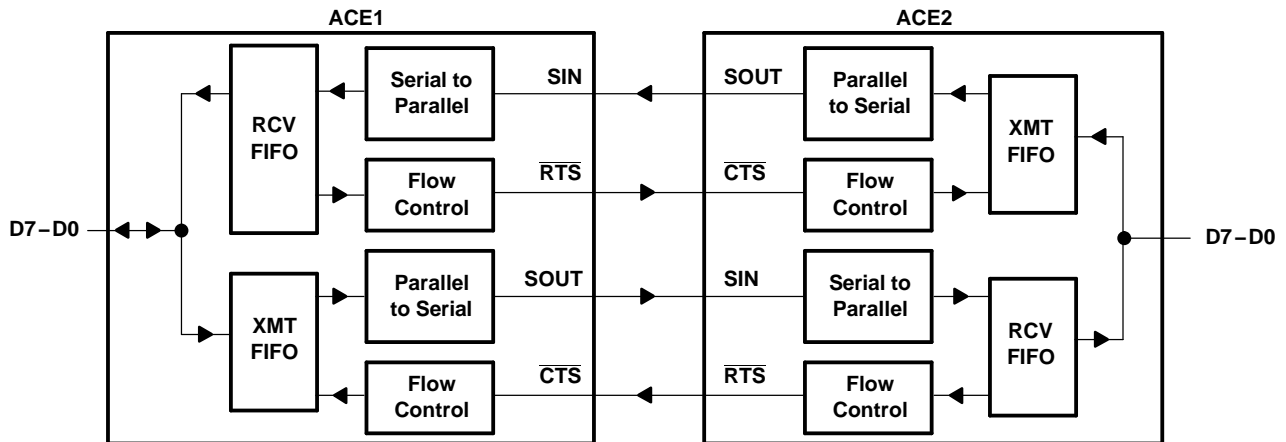 ACE1
ACE2
Serial to
Parallel
SIN
SOUT
Parallel
to Serial
RCV
FIFO
XMT
FIFO
Flow
Control
RTS
CTS
Flow
Control
D7–D0
D7–D0
XMT
FIFO
Parallel
to Serial
SOUT
SIN
Serial to
Parallel
RCV
FIFO
Flow
Control
CTS
RTS
Flow
Control